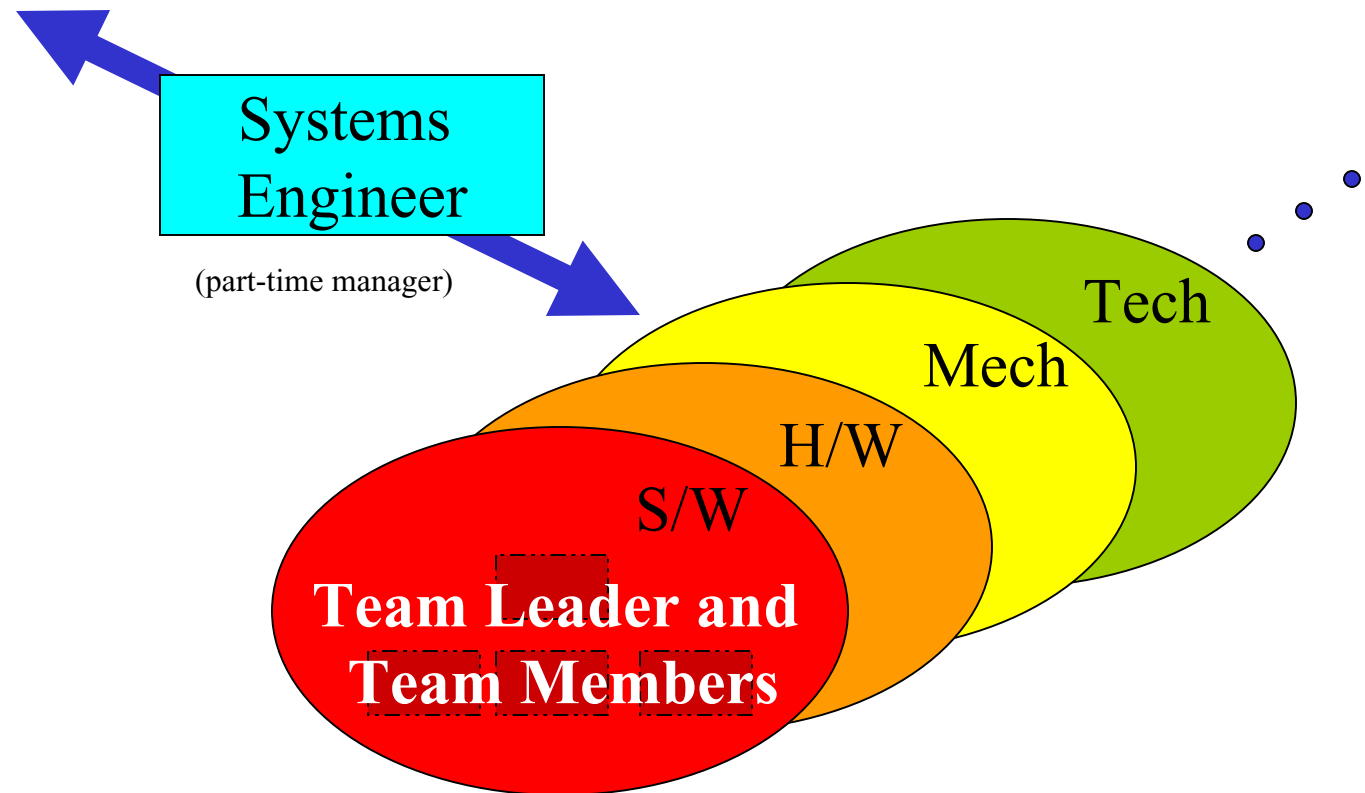 Systems
Engineer
(part-time manager)
Tech
Mech
H/W
S/W
Team Leader and
Team Members